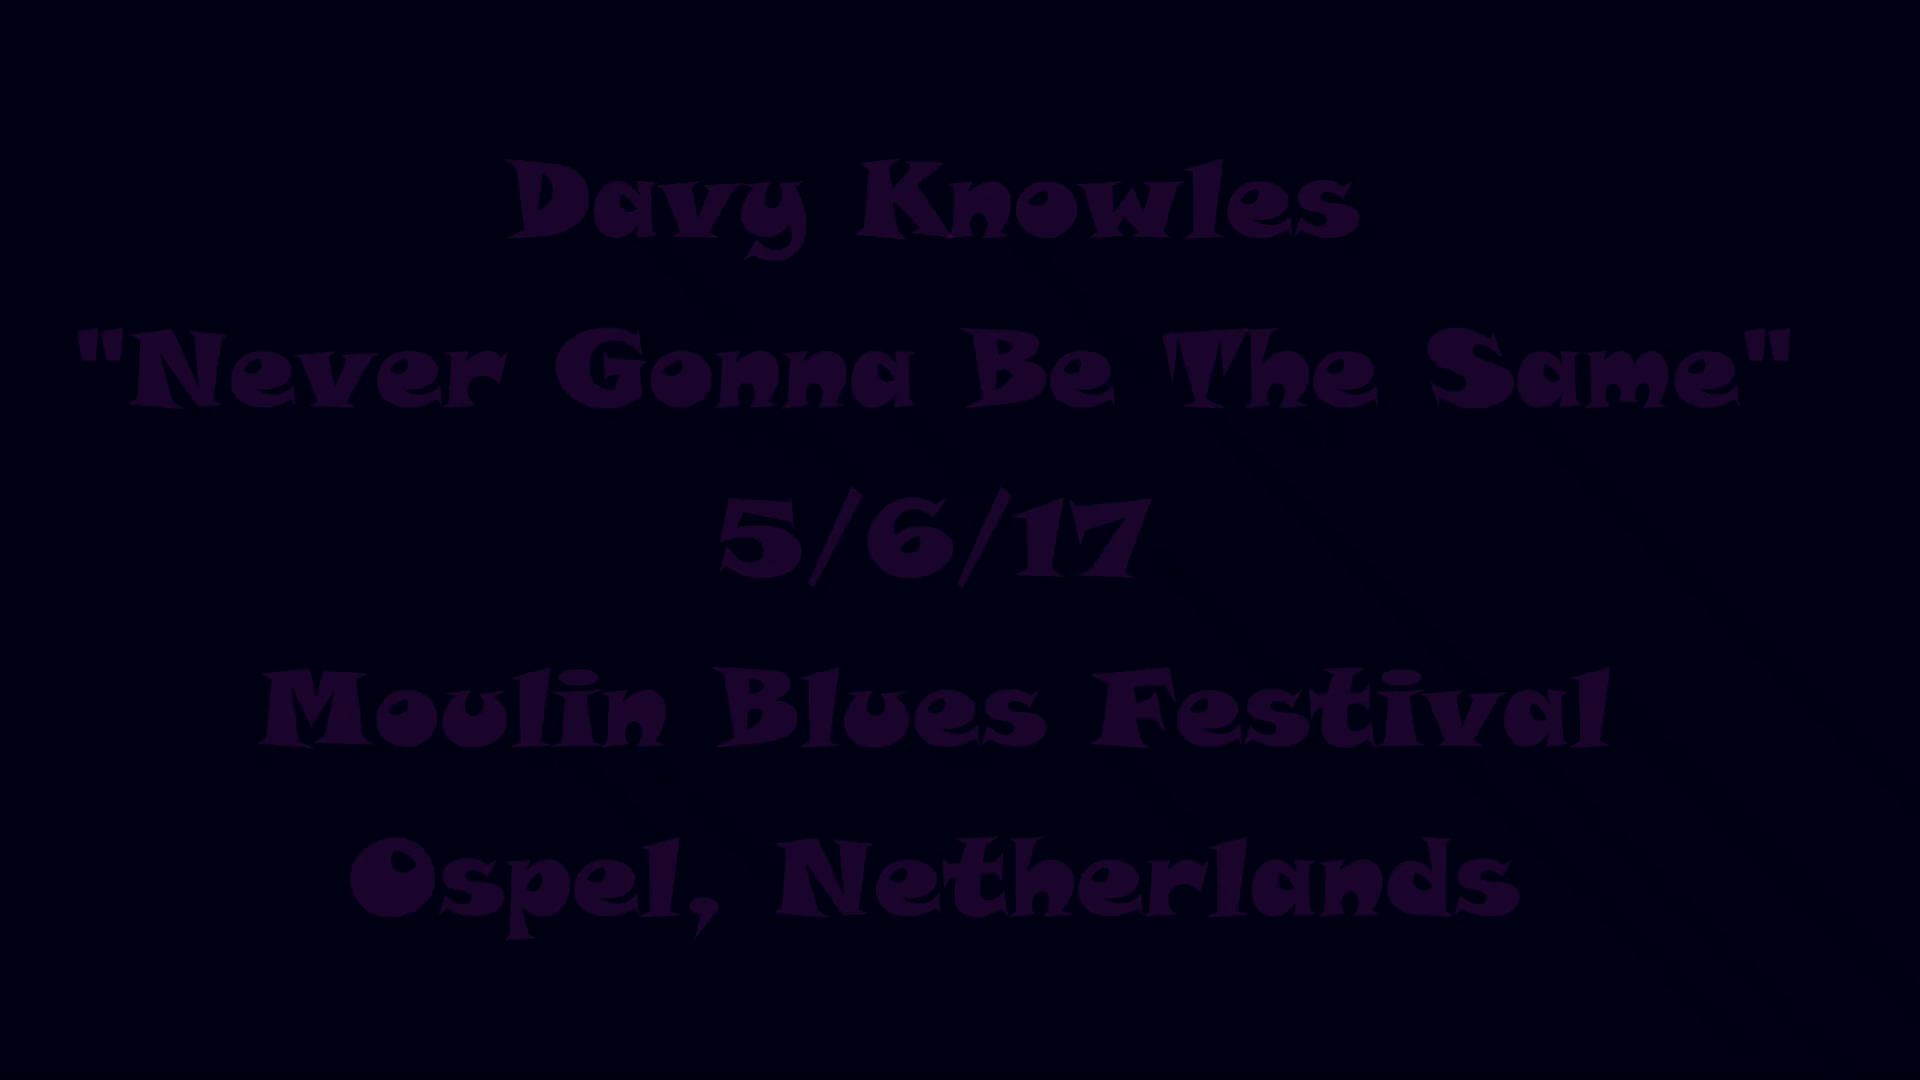 Davy Knowles
"Never Gonna Be The Same"
5/6/17
Moulin Blues Festival
Ospel, Netherlands